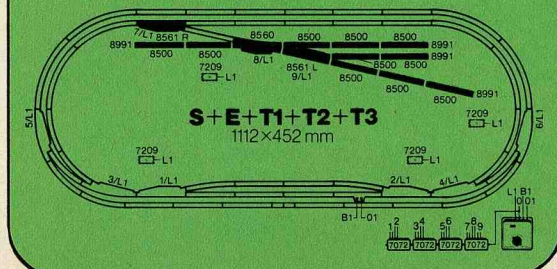 7/L1 8561 R 8560
8991 8500 8500 8/L1 8500 8500 8991
7209 8561 L 8500 8991
L1 9/L1 8500
8500 8991
5/L1 6/L1
S+E+T1+T2+T3
1112×452 mm
7209 L1
7209 L1 7209 L1
3/L1 1/L1 2/L1 4/L1
B1 01
L1 B1
0 01
1 2 3 4 5 6 7 8 9
7072 7072 7072 7072